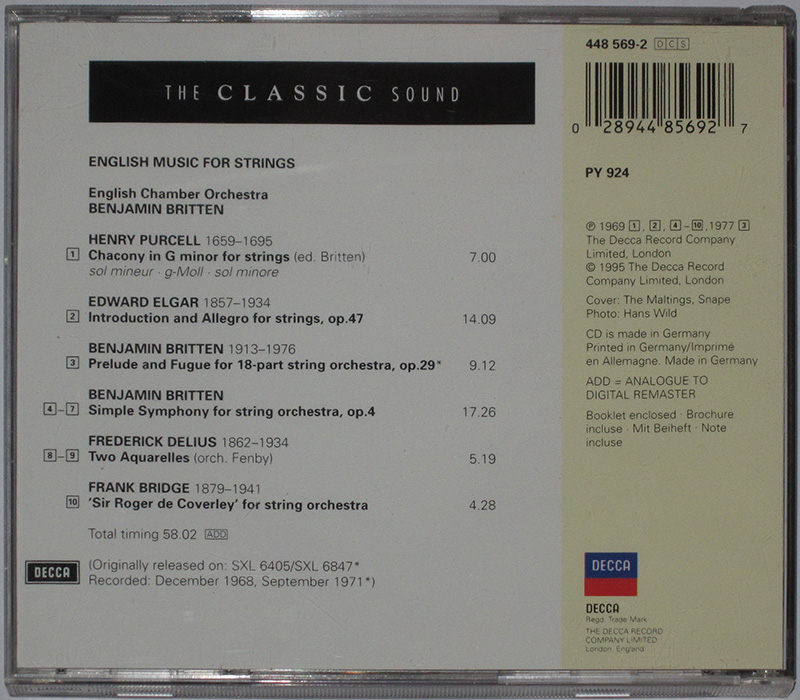 THE CLASSIC SOUND
ENGLISH MUSIC FOR STRINGS
English Chamber Orchestra
BENJAMIN BRITTEN
HENRY PURCELL 1659–1695
1 Chacony in G minor for strings (ed. Britten) 7.00
sol mineur · g-Moll · sol minore
EDWARD ELGAR 1857–1934
2 Introduction and Allegro for strings, op.47 14.09
BENJAMIN BRITTEN 1913–1976
3 Prelude and Fugue for 18-part string orchestra, op.29* 9.12
BENJAMIN BRITTEN
4–7 Simple Symphony for string orchestra, op.4 17.26
FREDERICK DELIUS 1862–1934
8–9 Two Aquarelles (orch. Fenby) 5.19
FRANK BRIDGE 1879–1941
10 ‘Sir Roger de Coverley’ for string orchestra 4.28
Total timing 58.02 ADD
DECCA (Originally released on: SXL 6405/SXL 6847*
Recorded: December 1968, September 1971*)
448 569-2 DCS
0 28944 85692 7
PY 924
℗ 1969 1, 2, 4–10, 1977 3
The Decca Record Company
Limited, London
© 1995 The Decca Record
Company Limited, London
Cover: The Maltings, Snape
Photo: Hans Wild
CD is made in Germany
Printed in Germany/Imprimé
en Allemagne. Made in Germany
ADD = ANALOGUE TO
DIGITAL REMASTER
Booklet enclosed · Brochure
incluse · Mit Beiheft · Note
incluse
DECCA
DECCA
Regd. Trade Mark
THE DECCA RECORD
COMPANY LIMITED
London, England